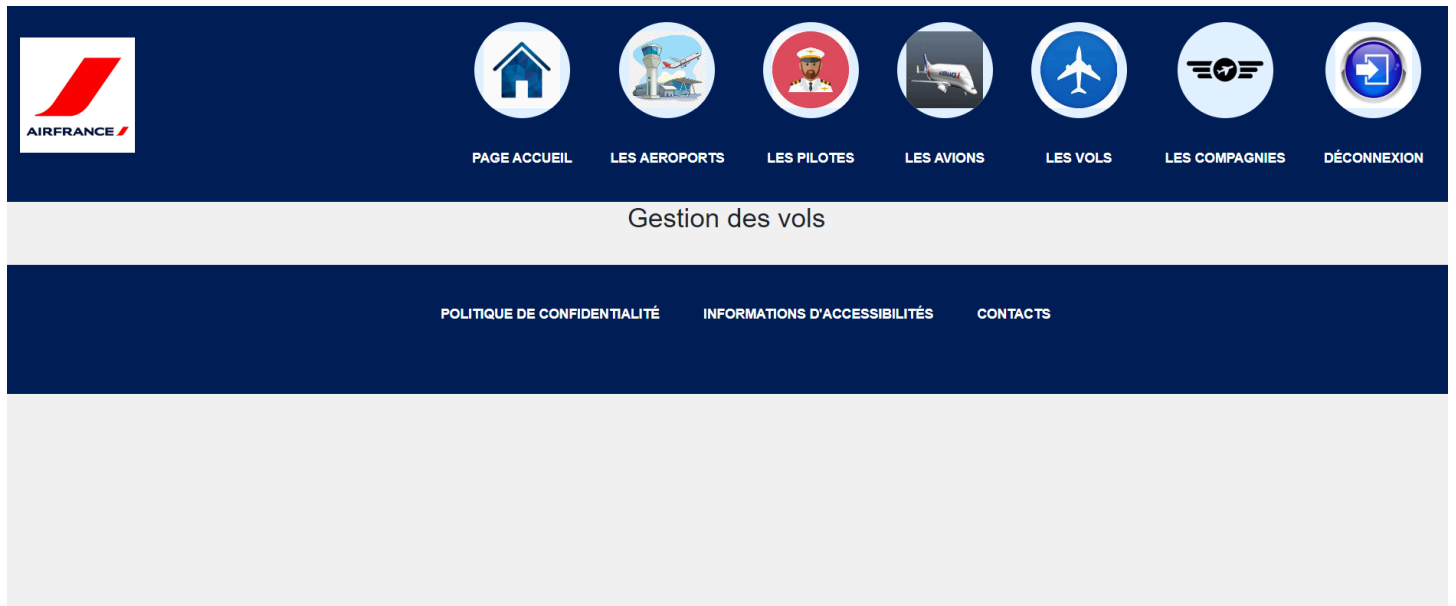 AIRFRANCE
PAGE ACCUEIL LES AEROPORTS LES PILOTES LES AVIONS LES VOLS LES COMPAGNIES DÉCONNEXION
Gestion des vols
POLITIQUE DE CONFIDENTIALITÉ INFORMATIONS D'ACCESSIBILITÉS CONTACTS